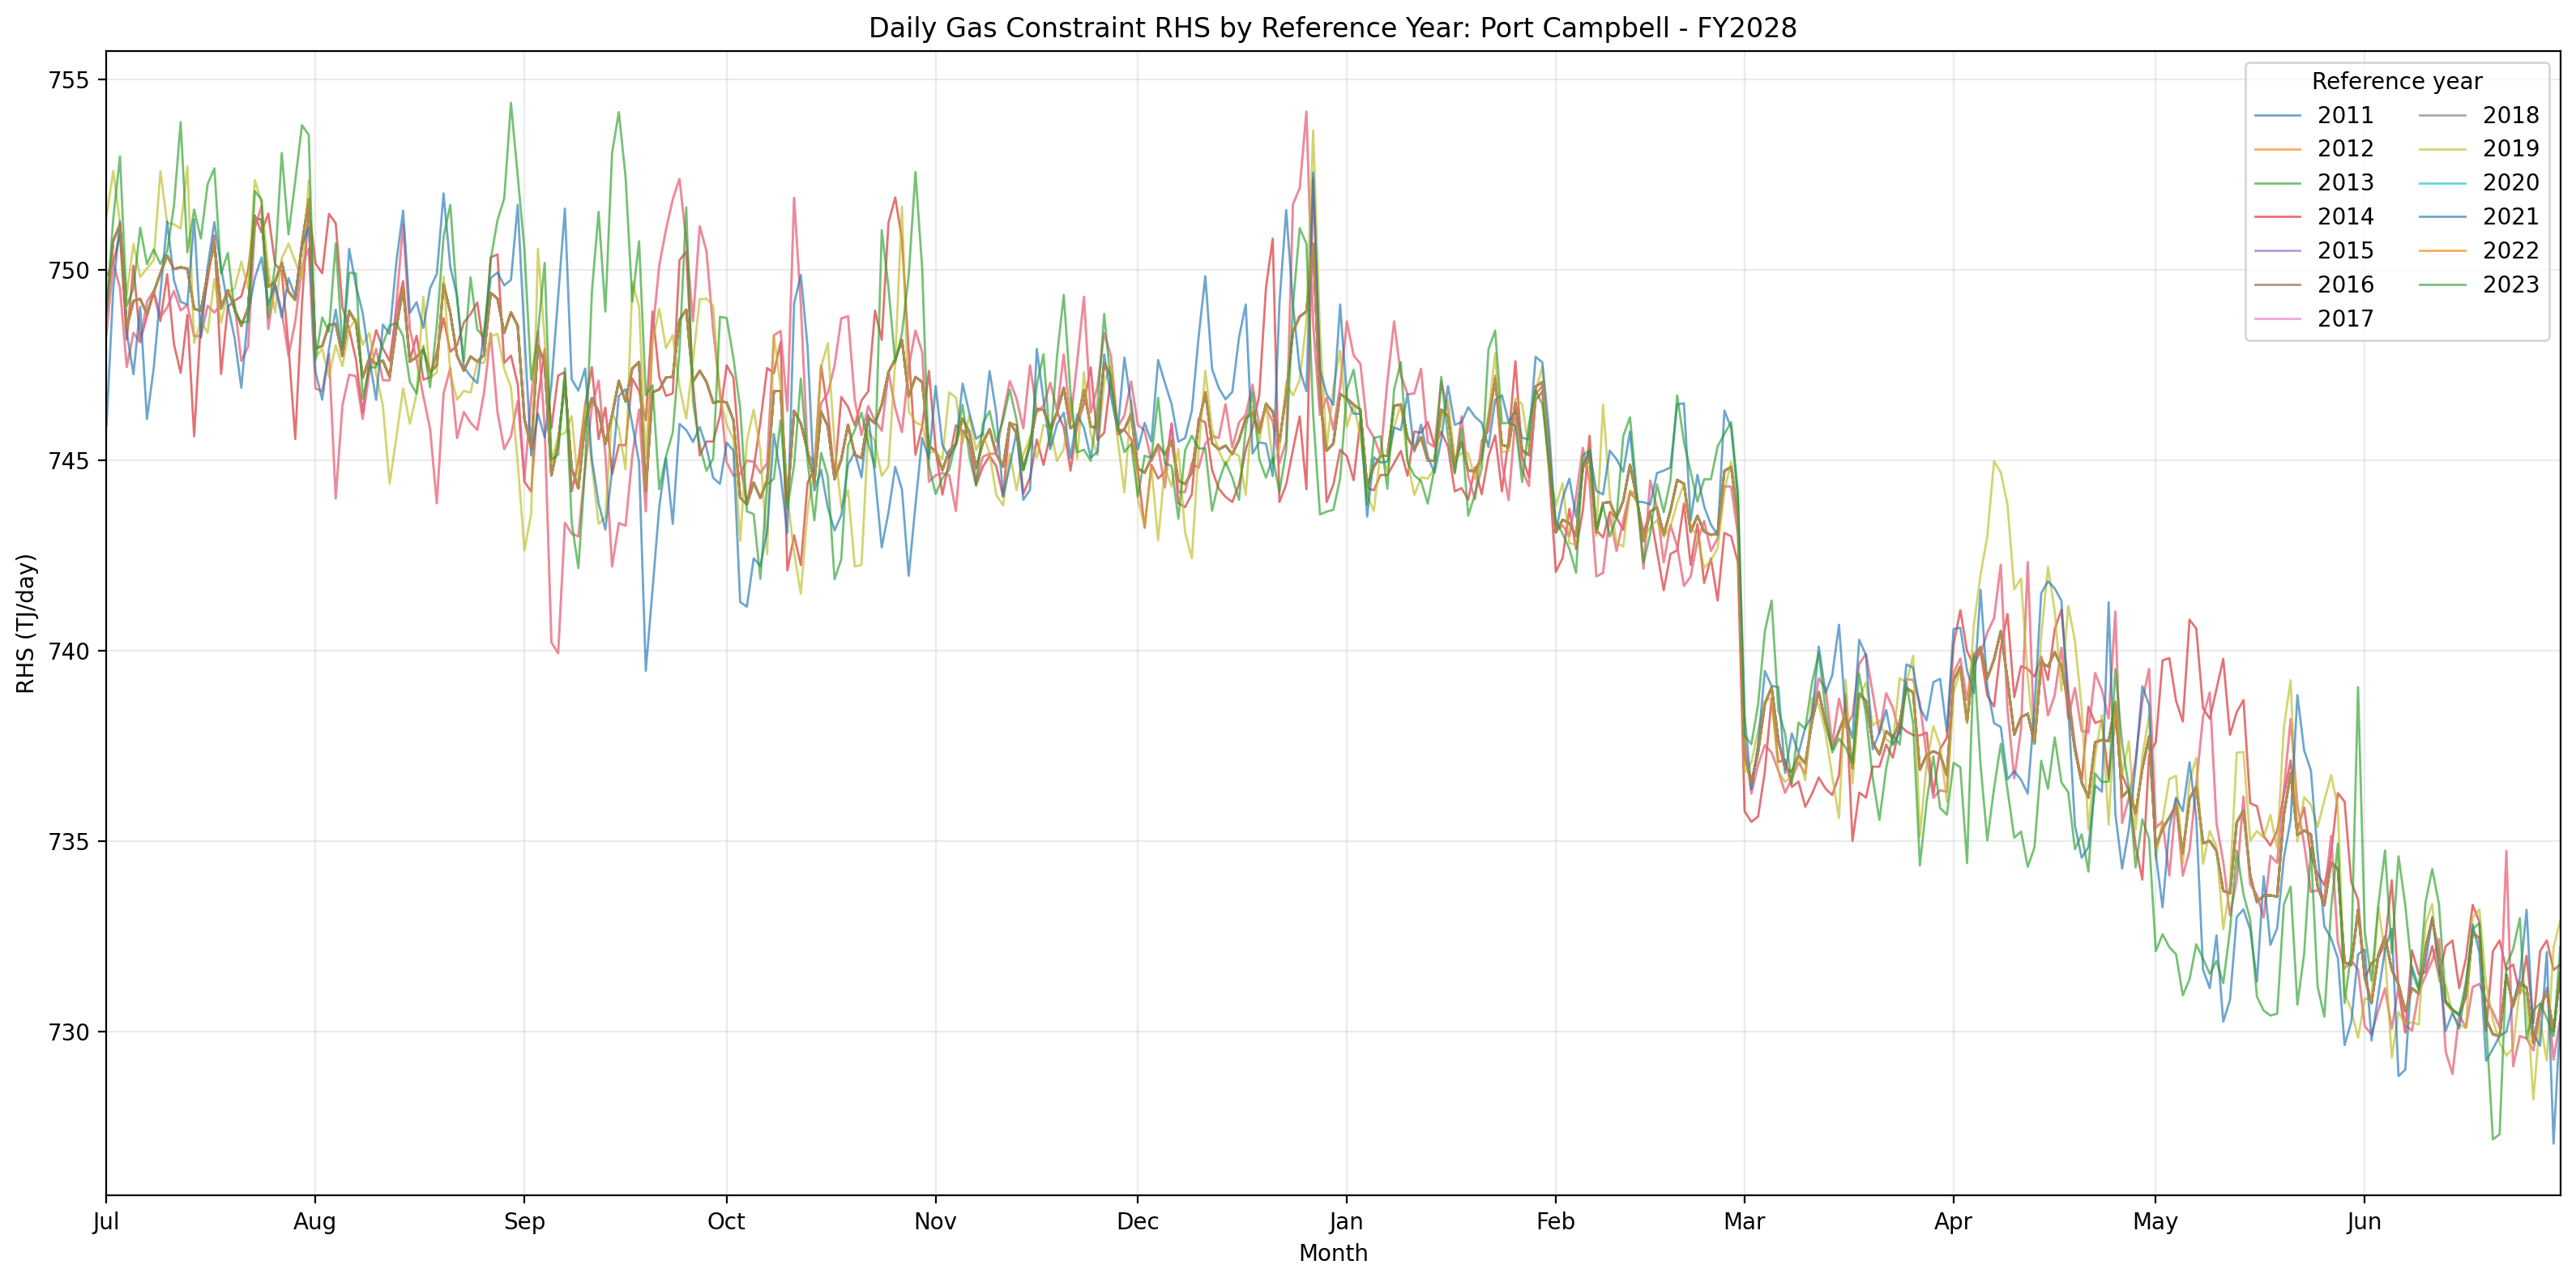 Daily Gas Constraint RHS by Reference Year: Port Campbell - FY2028
755
750
745
740
735
730
RHS (TJ/day)
Reference year
2011
2012
2013
2014
2015
2016
2017
2018
2019
2020
2021
2022
2023
Jul
Aug
Sep
Oct
Nov
Dec
Jan
Feb
Mar
Apr
May
Jun
Month